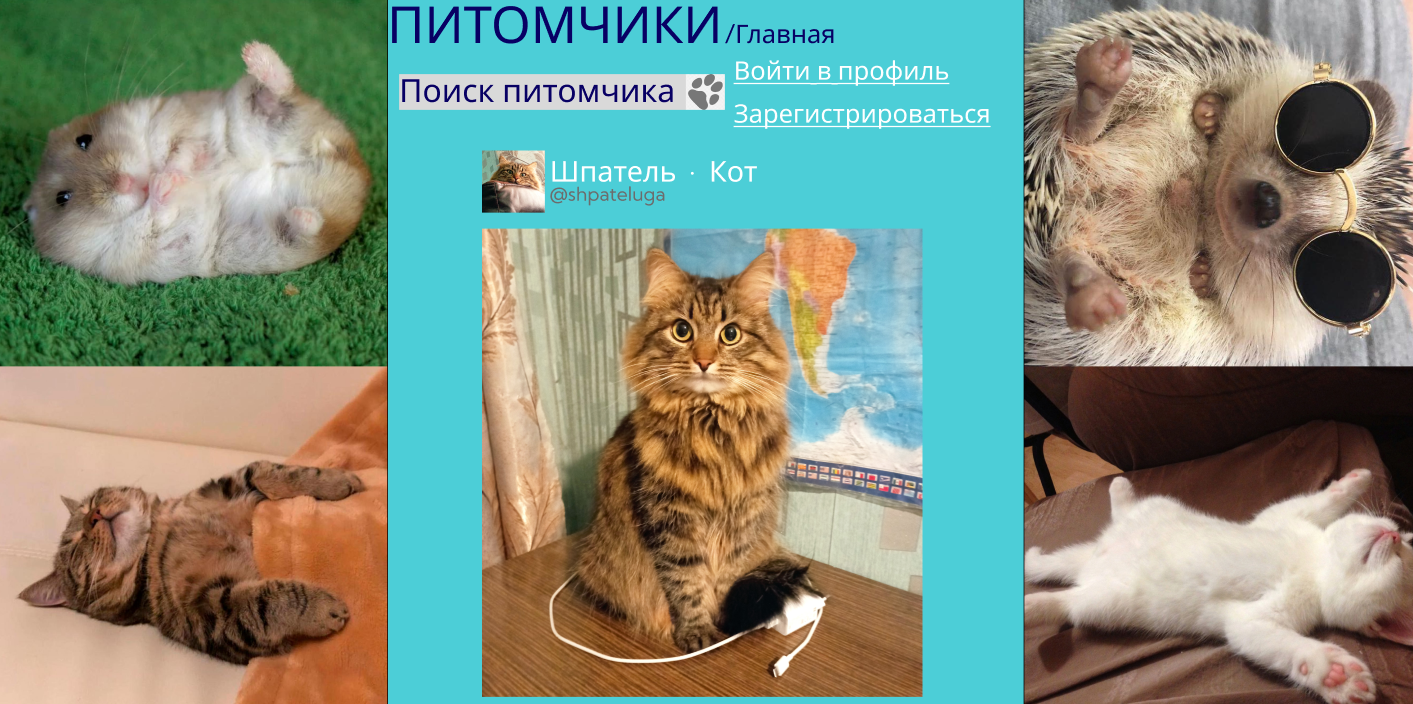 ПИТОМЧИКИ/Главная
Поиск питомчика
Войти в профиль
Зарегистрироваться
Шпатель · Кот
@shpateluga